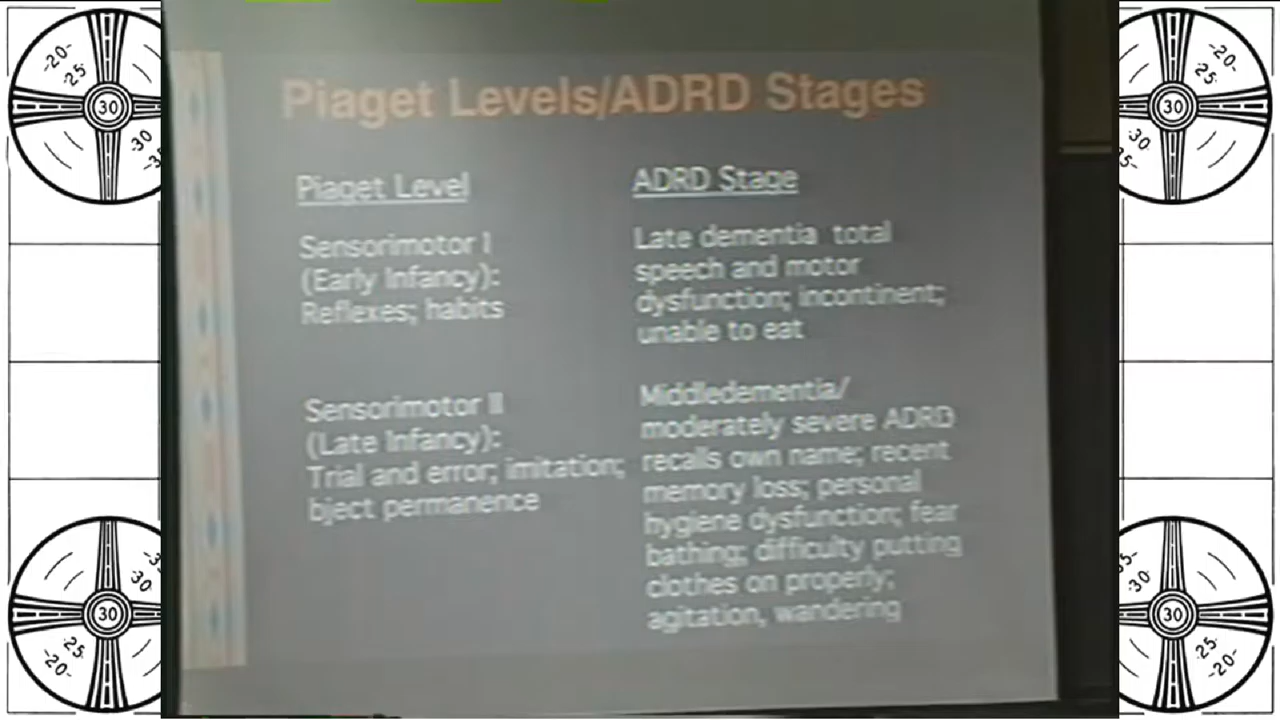 Piaget Levels/ADRD Stages
Piaget Level
Sensorimotor I
(Early Infancy):
Reflexes; habits
Sensorimotor II
(Late Infancy):
Trial and error; imitation;
bject permanence
ADRD Stage
Late dementia total
speech and motor
dysfunction; incontinent;
unable to eat
Middledementia/
moderately severe ADRD
recalls own name; recent
memory loss; personal
hygiene dysfunction; fear
bathing; difficulty putting
clothes on properly;
agitation, wandering
-20-
-25
30
-30
-35
-20-
-25-
30
-30
-35
-35
-30
30
-25
-20-
-35
-30
30
-25-
-20-